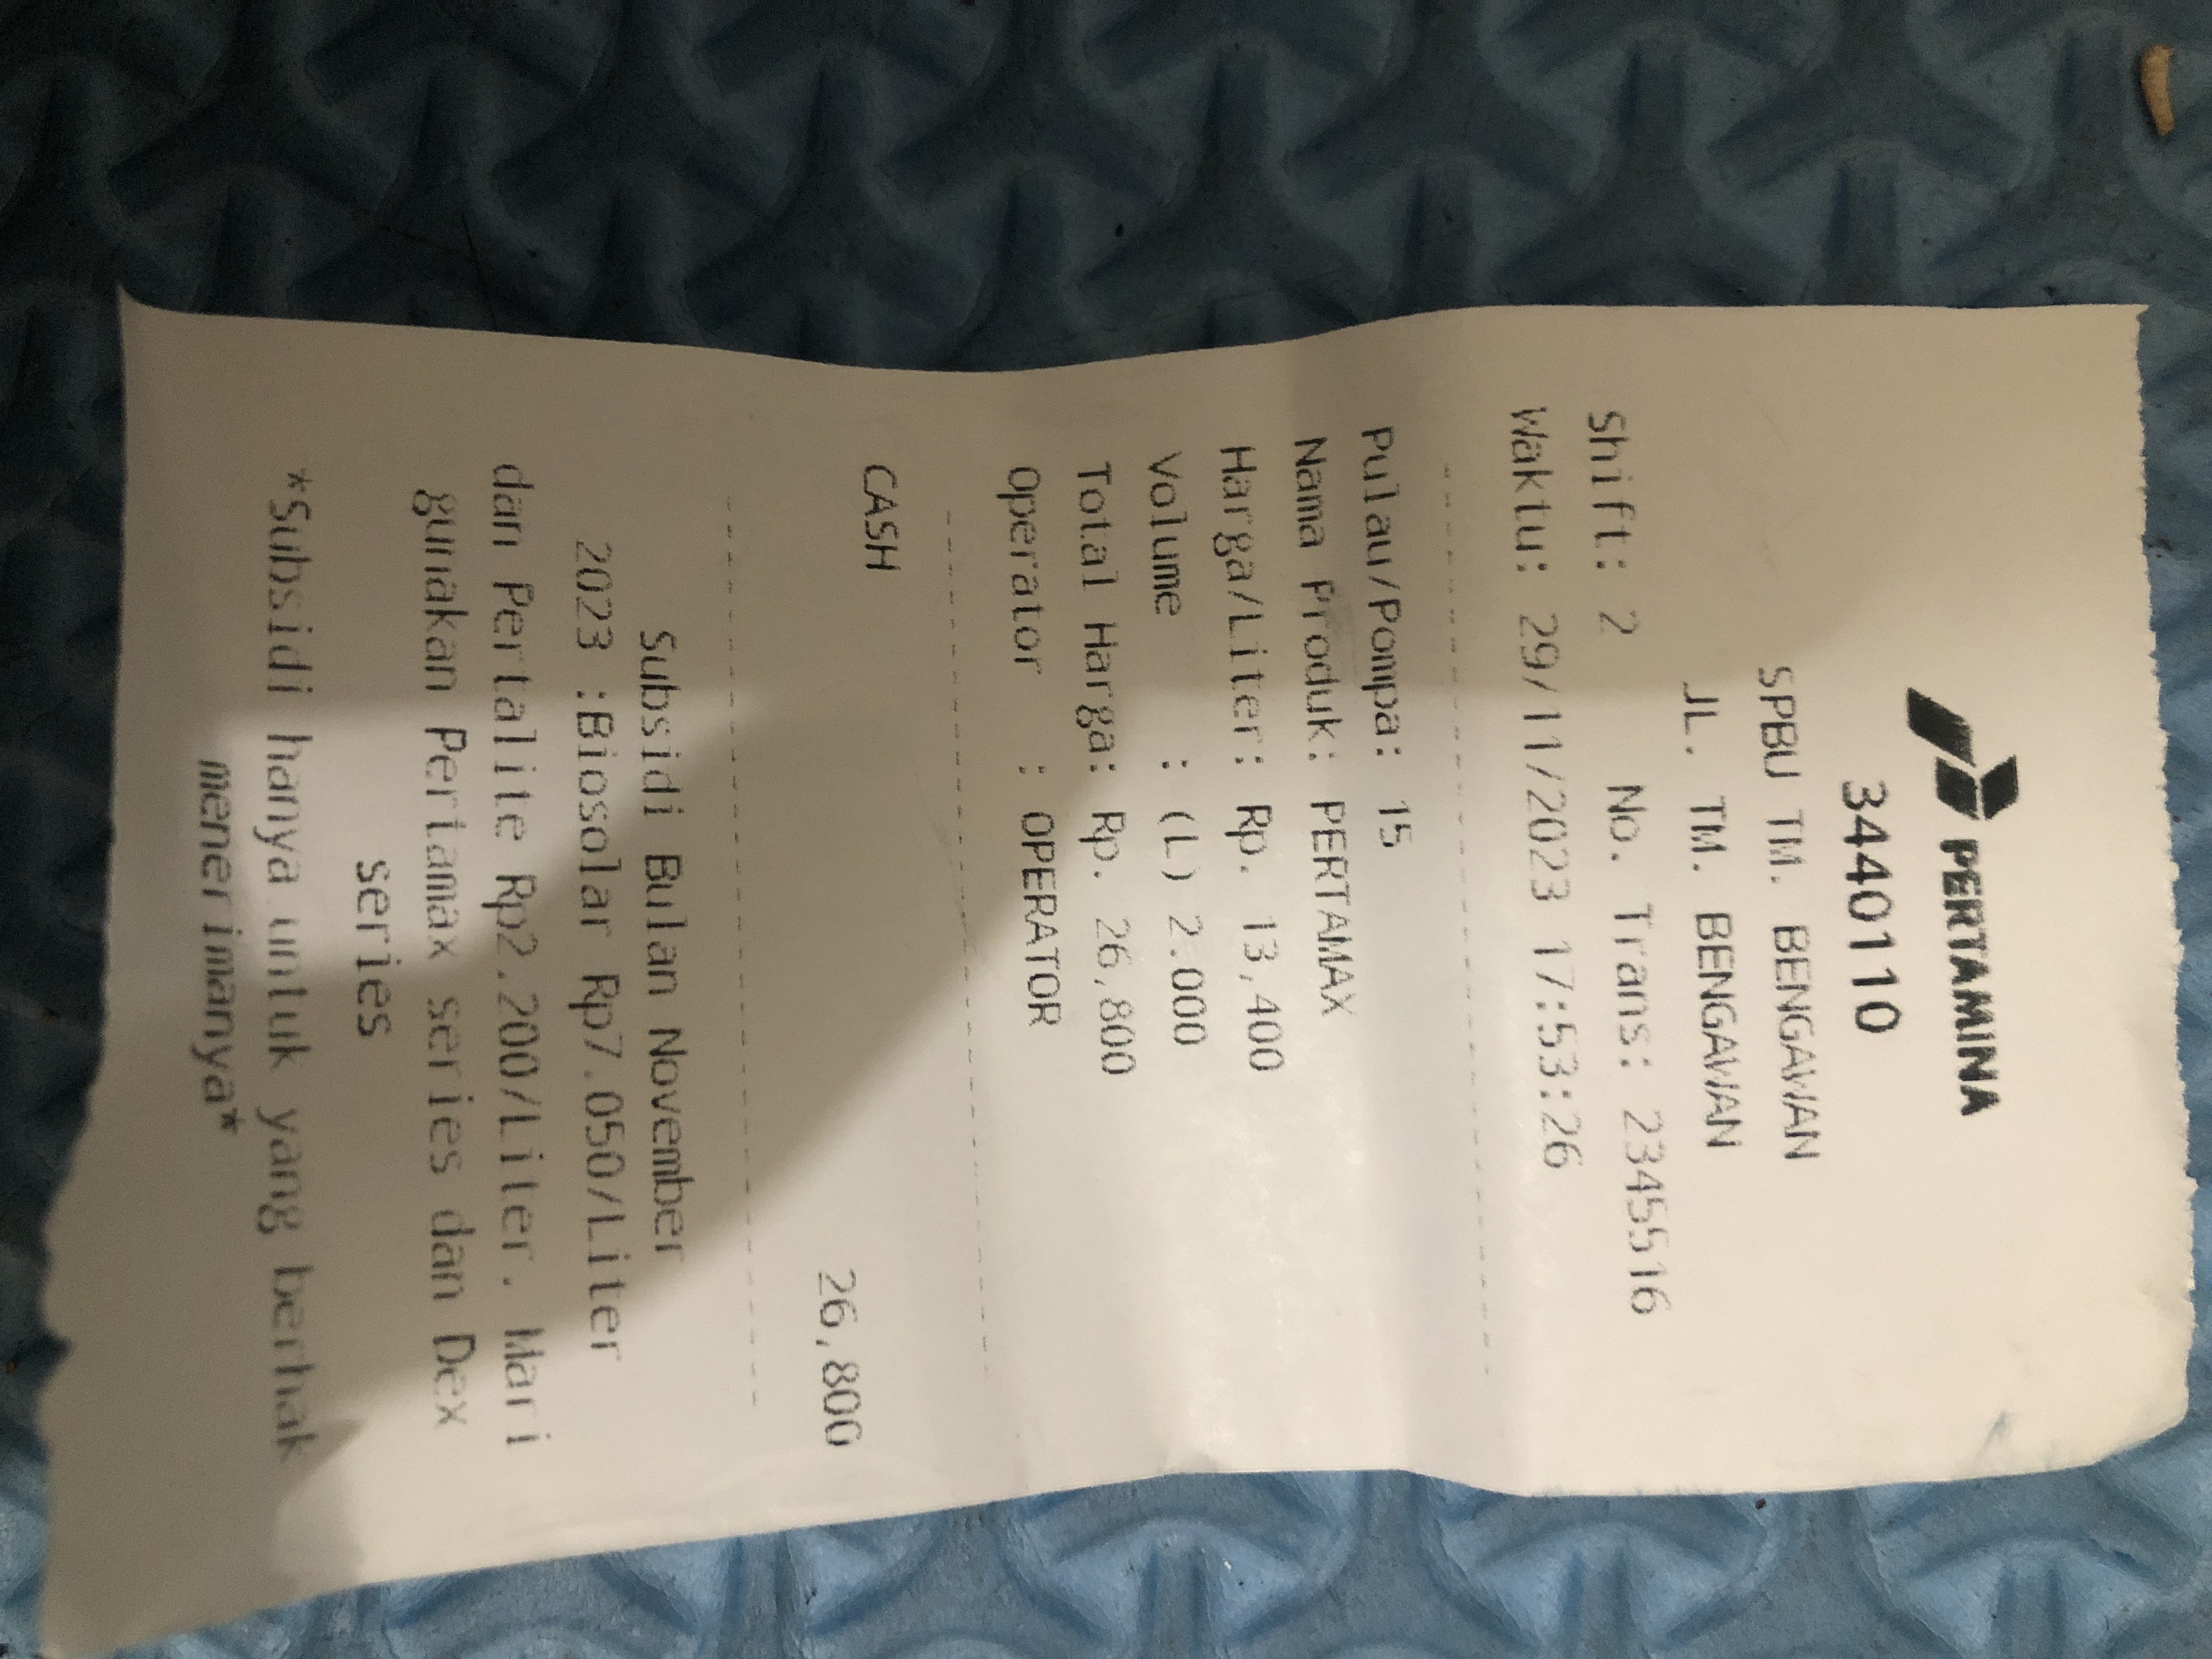 PERTAMINA
3440110
SPBU TM. BENGAWAN
JL. TM. BENGAWAN
Shift: 2 No. Trans: 2345516
Waktu: 29/11/2023 17:53:26
Pulau/Pompa: 15
Nama Produk: PERTAMAX
Harga/Liter: Rp. 13,400
Volume : (L) 2.000
Total Harga: Rp. 26,800
Operator : OPERATOR
CASH 26,800
Subsidi Bulan November
2023 :Biosolar Rp7.050/Liter
dan Pertalite Rp2.200/Liter. Mari
gunakan Pertamax series dan Dex
series
*Subsidi hanya untuk yang berhak
menerimanya*